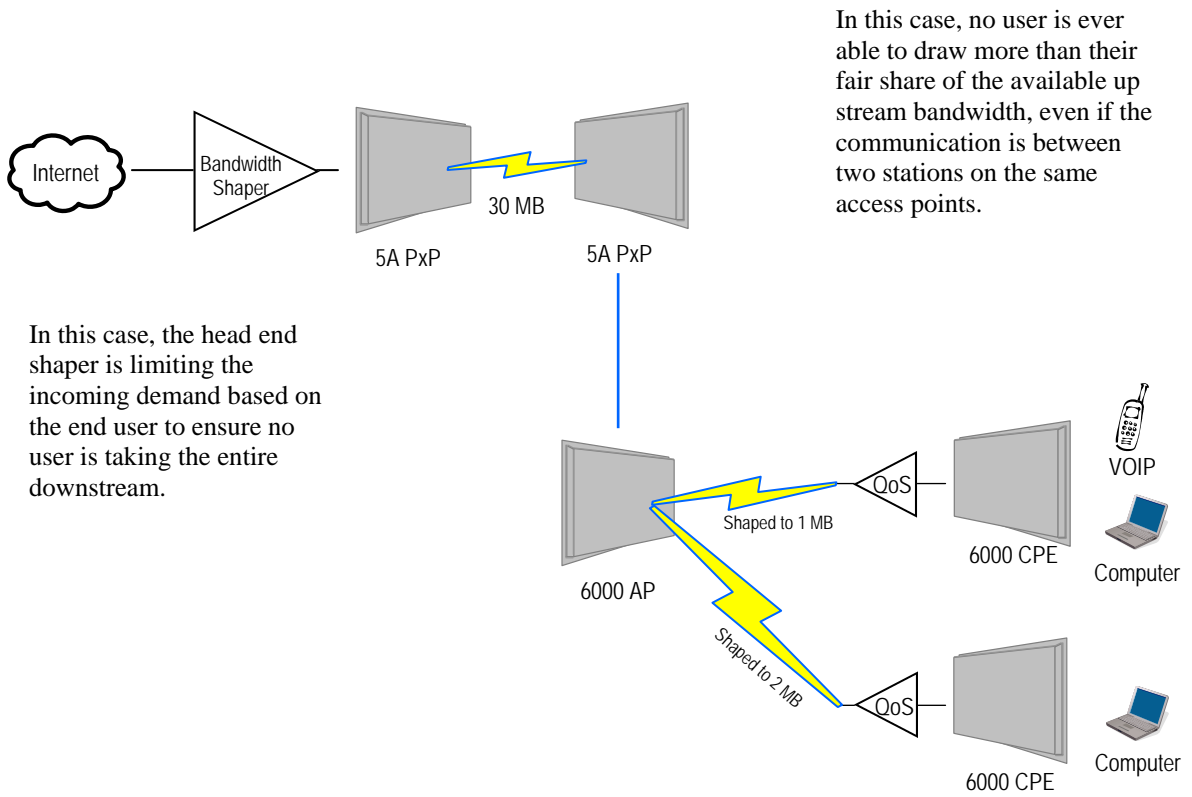 In this case, no user is ever
able to draw more than their
fair share of the available up
stream bandwidth, even if the
communication is between
two stations on the same
access points.
Internet
Bandwidth
Shaper
30 MB
5A PxP
5A PxP
In this case, the head end
shaper is limiting the
incoming demand based on
the end user to ensure no
user is taking the entire
downstream.
VOIP
QoS
Shaped to 1 MB
6000 CPE
Computer
6000 AP
Shaped to 2 MB
QoS
Computer
6000 CPE